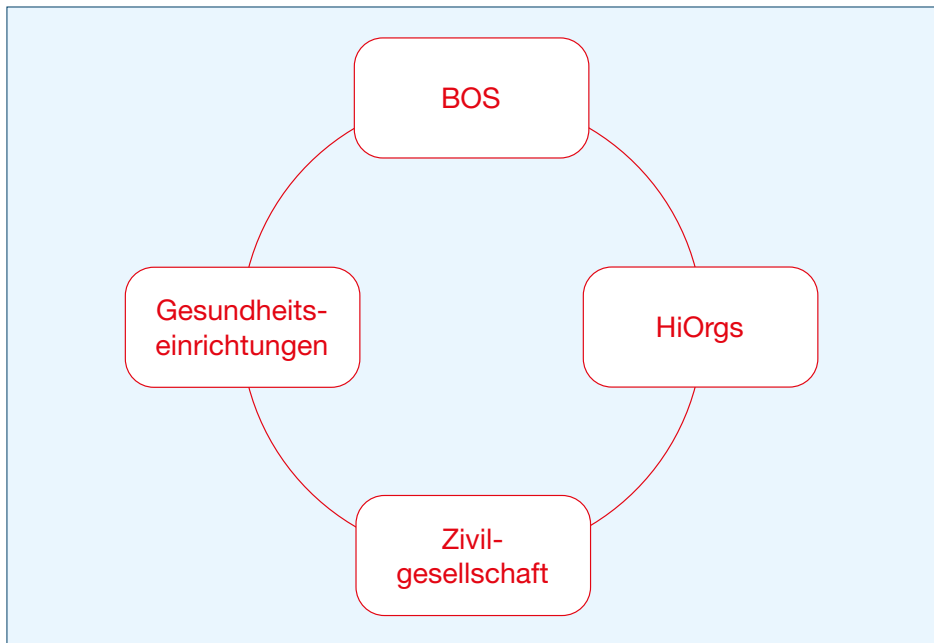 BOS
Gesundheits-
einrichtungen
HiOrgs
Zivil-
gesellschaft